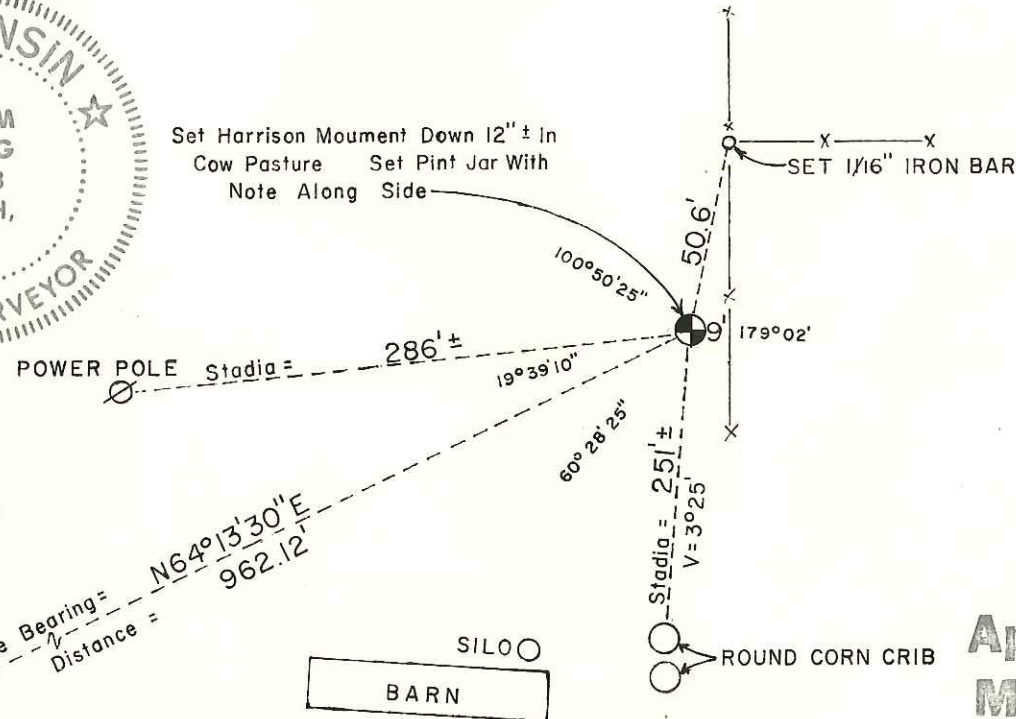 NSIN
M
G
H,
RVEYOR
Set Harrison Moument Down 12" ± In
Cow Pasture Set Pint Jar With
Note Along Side
SET 1/16" IRON BAR
50.6'
100°50'25"
9' 179°02'
POWER POLE Stadia = 286' ±
19°39'10"
60°28'25"
Stadia = 251' ±
V = 3°25'
e Bearing = N64°13'30"E
Distance = 962.12'
SILO
BARN
ROUND CORN CRIB
Ap
M